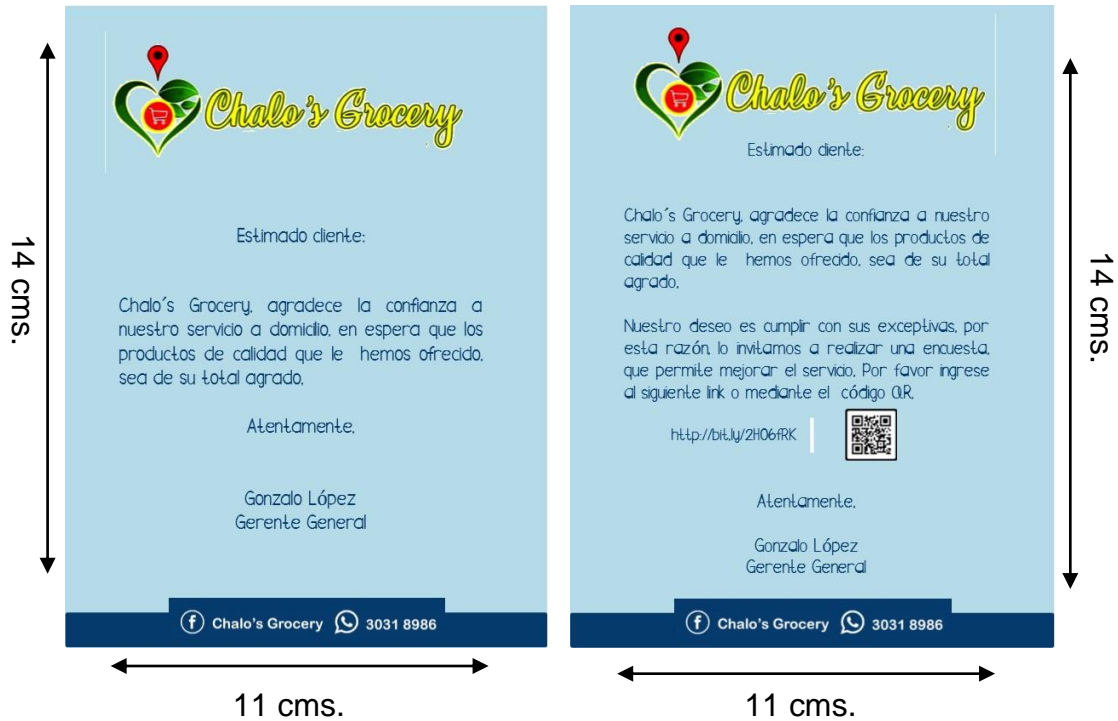 14 cms.
Chalo's Grocery
Estimado cliente:
Chalo´s Grocery, agradece la confianza a
nuestro servicio a domicilio, en espera que los
productos de calidad que le hemos ofrecido,
sea de su total agrado,
Atentamente,
Gonzalo López
Gerente General
f Chalo's Grocery 3031 8986
11 cms.
Chalo's Grocery
Estimado cliente:
Chalo´s Grocery, agradece la confianza a nuestro
servicio a domicilio, en espera que los productos de
calidad que le hemos ofrecido, sea de su total
agrado,
Nuestro deseo es cumplir con sus exceptivas, por
esta razón, lo invitamos a realizar una encuesta,
que permite mejorar el servicio, Por favor ingrese
al siguiente link o mediante el código QR,
http://bit.ly/2HO6fRK
Atentamente,
Gonzalo López
Gerente General
f Chalo's Grocery 3031 8986
11 cms.
14 cms.